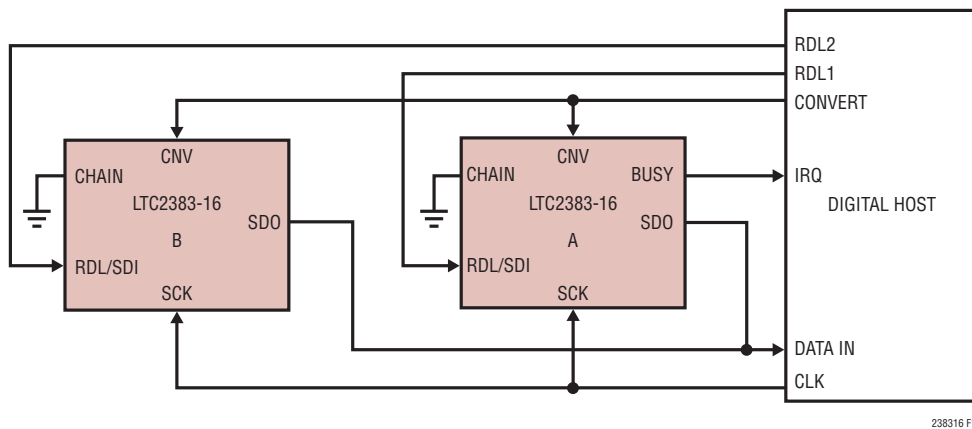 RDL2
RDL1
CONVERT
CNV
CHAIN
LTC2383-16
SDO
B
RDL/SDI
SCK
CNV
CHAIN
BUSY
LTC2383-16
SDO
A
RDL/SDI
SCK
IRQ
DIGITAL HOST
DATA IN
CLK
238316 F